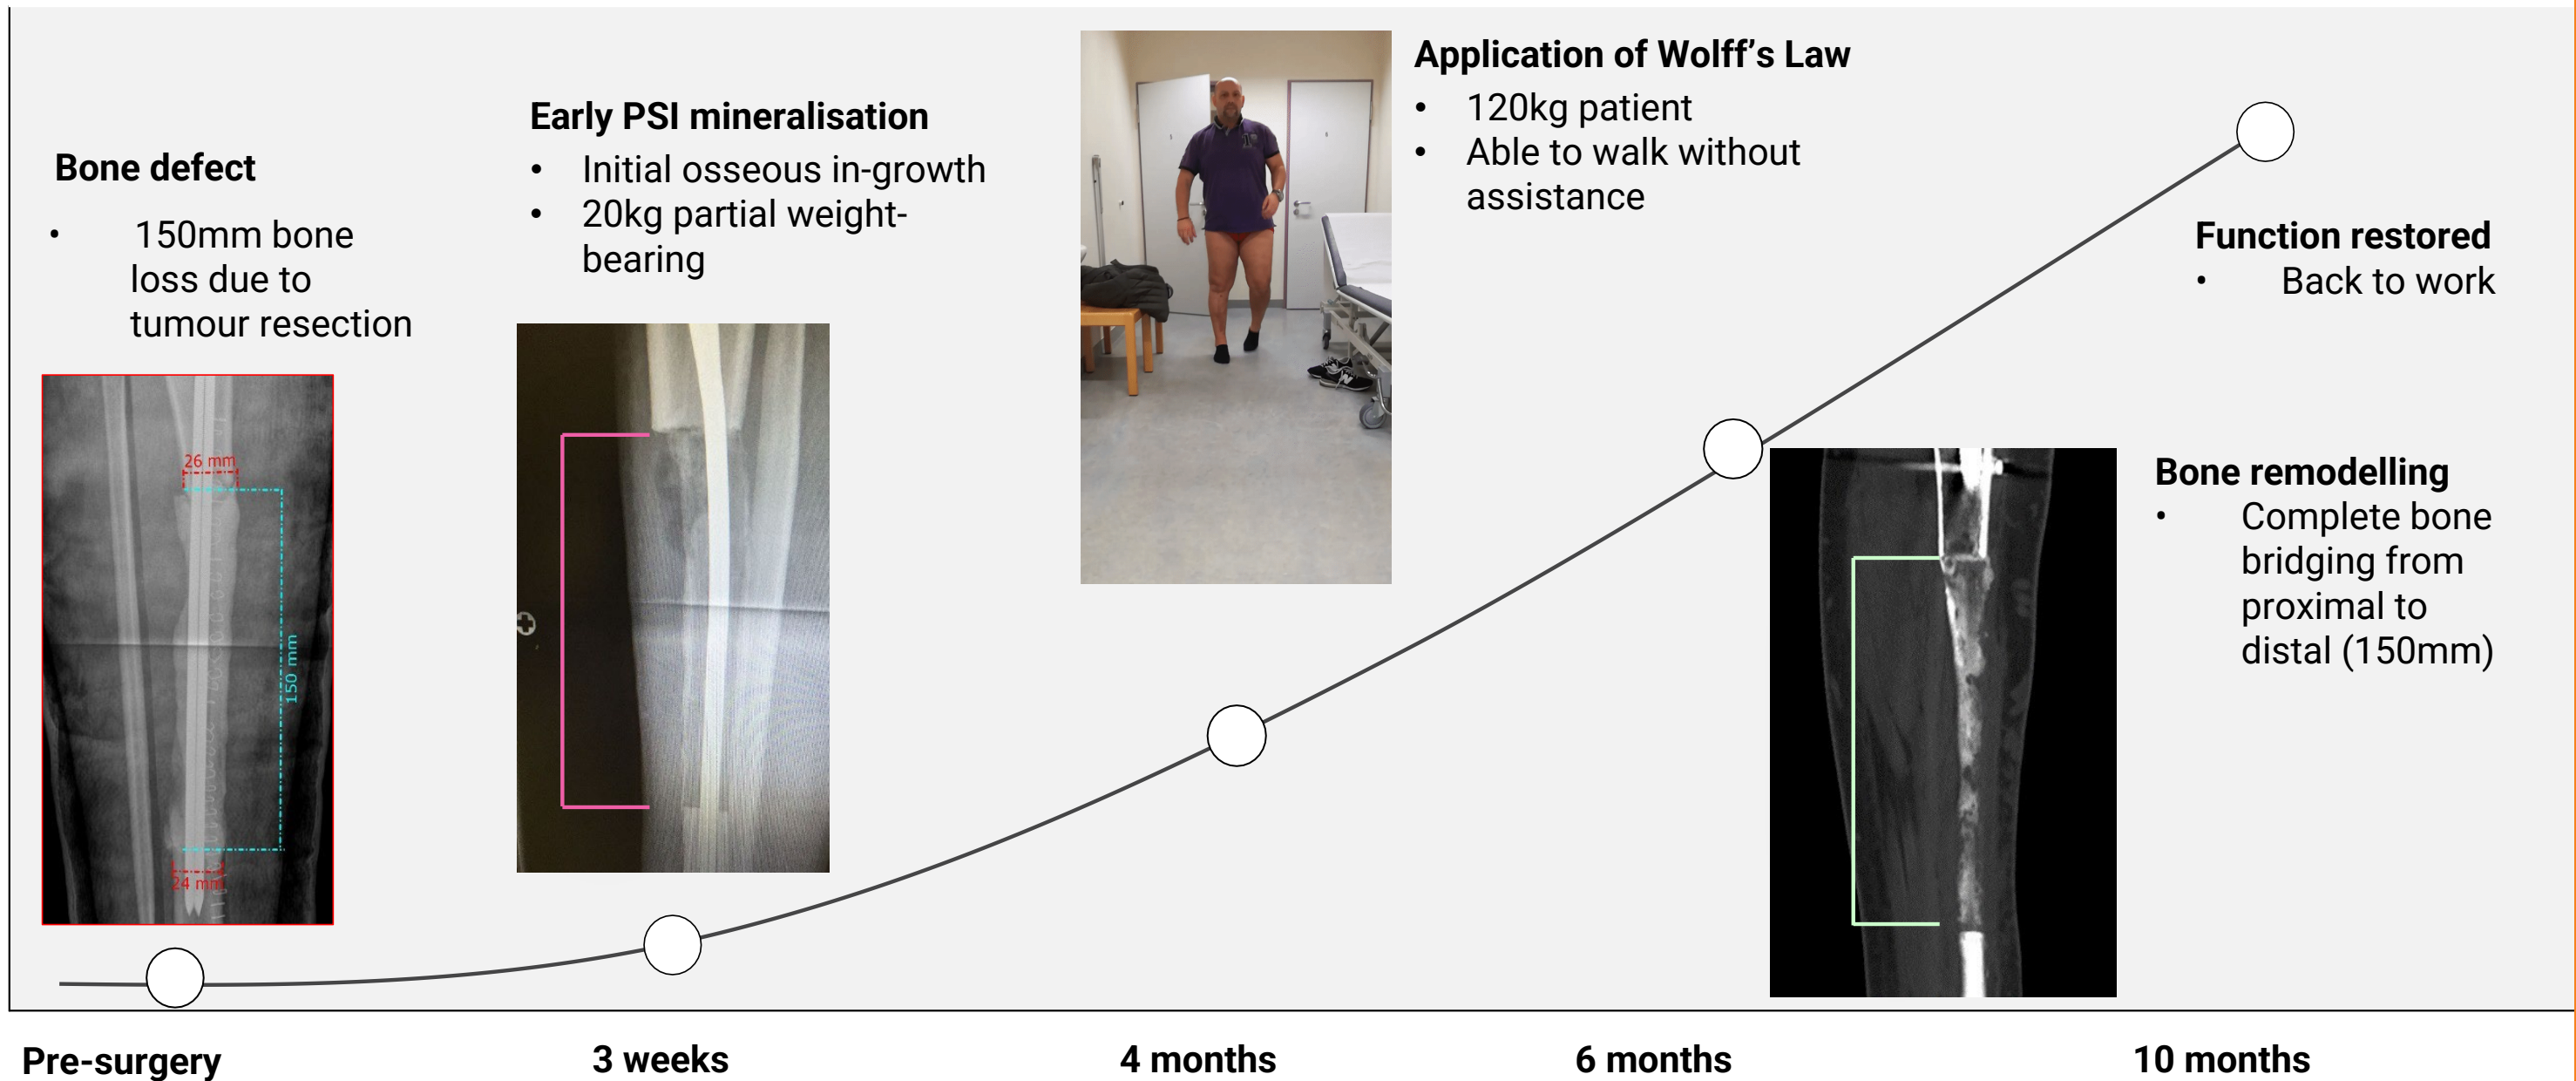 Bone defect
• 150mm bone
loss due to
tumour resection
26 mm
150 mm
24 mm
Early PSI mineralisation
• Initial osseous in-growth
• 20kg partial weight-
bearing
Application of Wolff’s Law
• 120kg patient
• Able to walk without
assistance
Function restored
• Back to work
Bone remodelling
• Complete bone
bridging from
proximal to
distal (150mm)
Pre-surgery
3 weeks
4 months
6 months
10 months